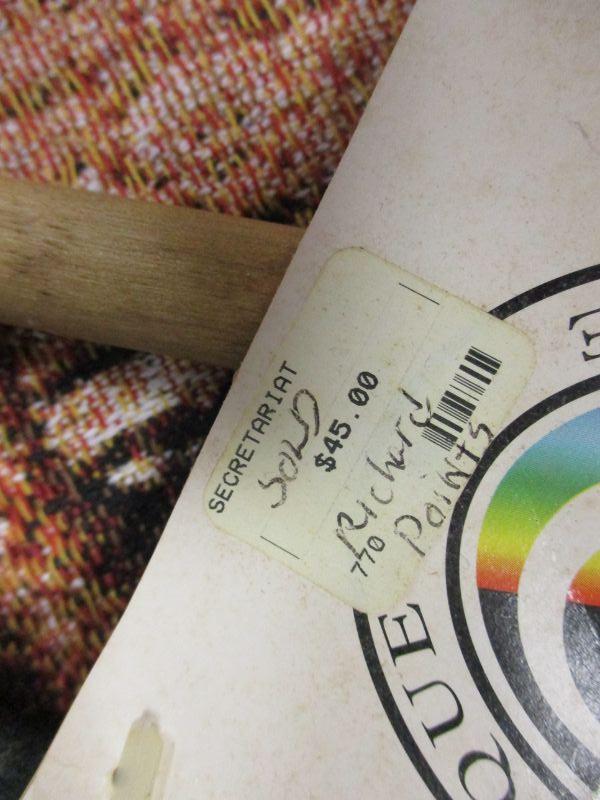 SECRETARIAT
SOLD
$45.00
Richard
770
Points
QUE